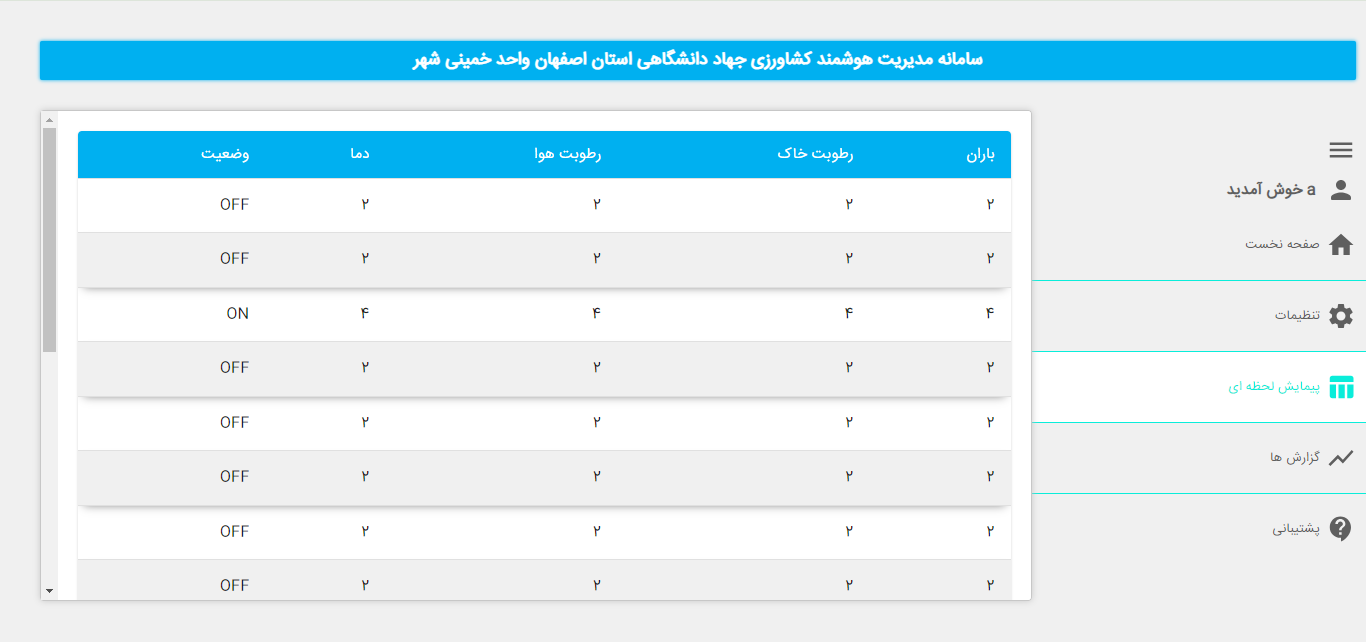 سامانه مدیریت هوشمند کشاورزی جهاد دانشگاهی استان اصفهان واحد خمینی شهر
a خوش آمدید
صفحه نخست
تنظیمات
پیمایش لحظه ای
گزارش ها
پشتیبانی
باران رطوبت خاک رطوبت هوا دما وضعیت
۲ ۲ ۲ ۲ OFF
۲ ۲ ۲ ۲ OFF
۴ ۴ ۴ ۴ ON
۲ ۲ ۲ ۲ OFF
۲ ۲ ۲ ۲ OFF
۲ ۲ ۲ ۲ OFF
۲ ۲ ۲ ۲ OFF
۲ ۲ ۲ ۲ OFF